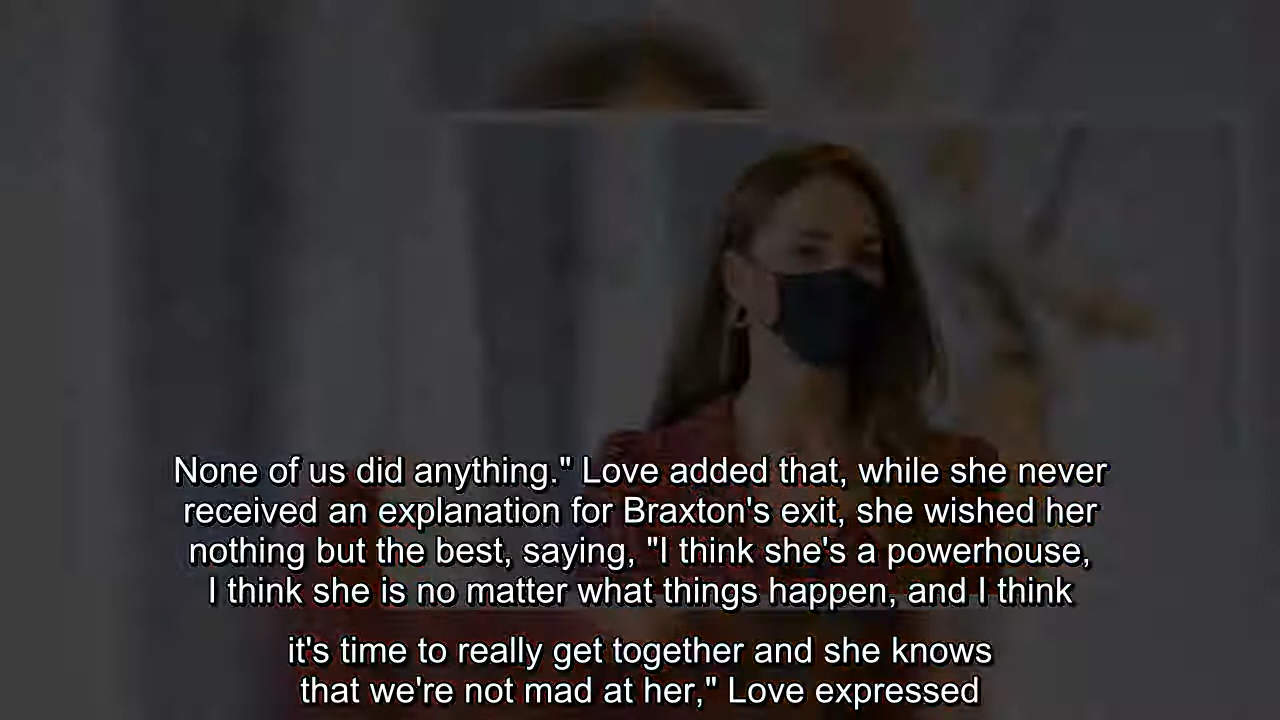 None of us did anything." Love added that, while she never
received an explanation for Braxton's exit, she wished her
nothing but the best, saying, "I think she's a powerhouse,
I think she is no matter what things happen, and I think
it's time to really get together and she knows
that we're not mad at her," Love expressed